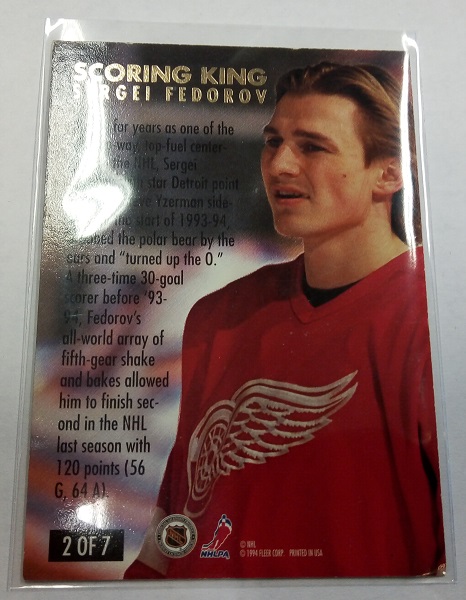 SCORING KING
SERGEI FEDOROV
for years as one of the
way, top-fuel center-
the NHL, Sergei
star Detroit point
Yzerman side-
start of 1993-94,
the polar bear by the
ears and "turned up the O."
A three-time 30-goal
scorer before '93-
94, Fedorov's
all-world array of
fifth-gear shake
and bakes allowed
him to finish sec-
ond in the NHL
last season with
120 points (56
G, 64 A).
2 OF 7
NHL
NHLPA
© NHL
© 1994 FLEER CORP. PRINTED IN USA